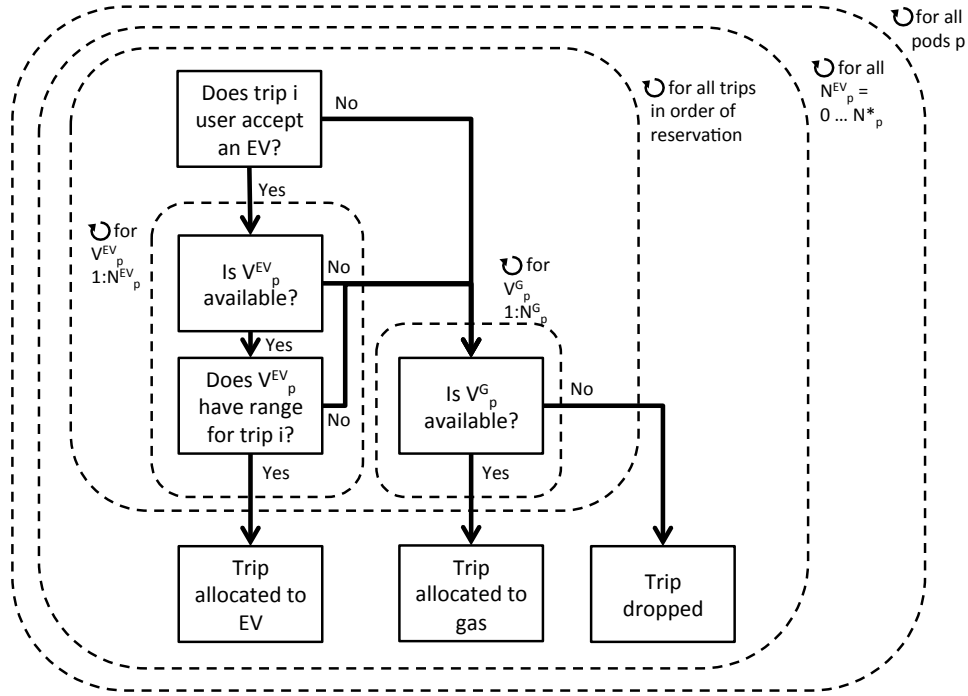 ↻ for all
pods p
↻ for all
N^EV_p =
0 ... N*_p
↻ for all trips
in order of
reservation
Does trip i
user accept
an EV?
No
Yes
↻ for
V^EV_p
1:N^EV_p
Is V^EV_p
available?
No
Yes
↻ for
V^G_p
1:N^G_p
Does V^EV_p
have range
for trip i?
No
Yes
Is V^G_p
available?
No
Yes
Trip
allocated to
EV
Trip
allocated to
gas
Trip
dropped